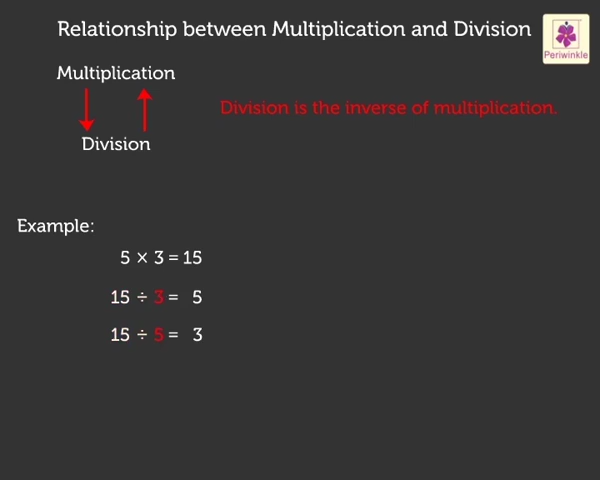 Relationship between Multiplication and Division
Periwinkle
Multiplication
Division is the inverse of multiplication.
Division
Example:
5 × 3 = 15
15 ÷ 3 = 5
15 ÷ 5 = 3